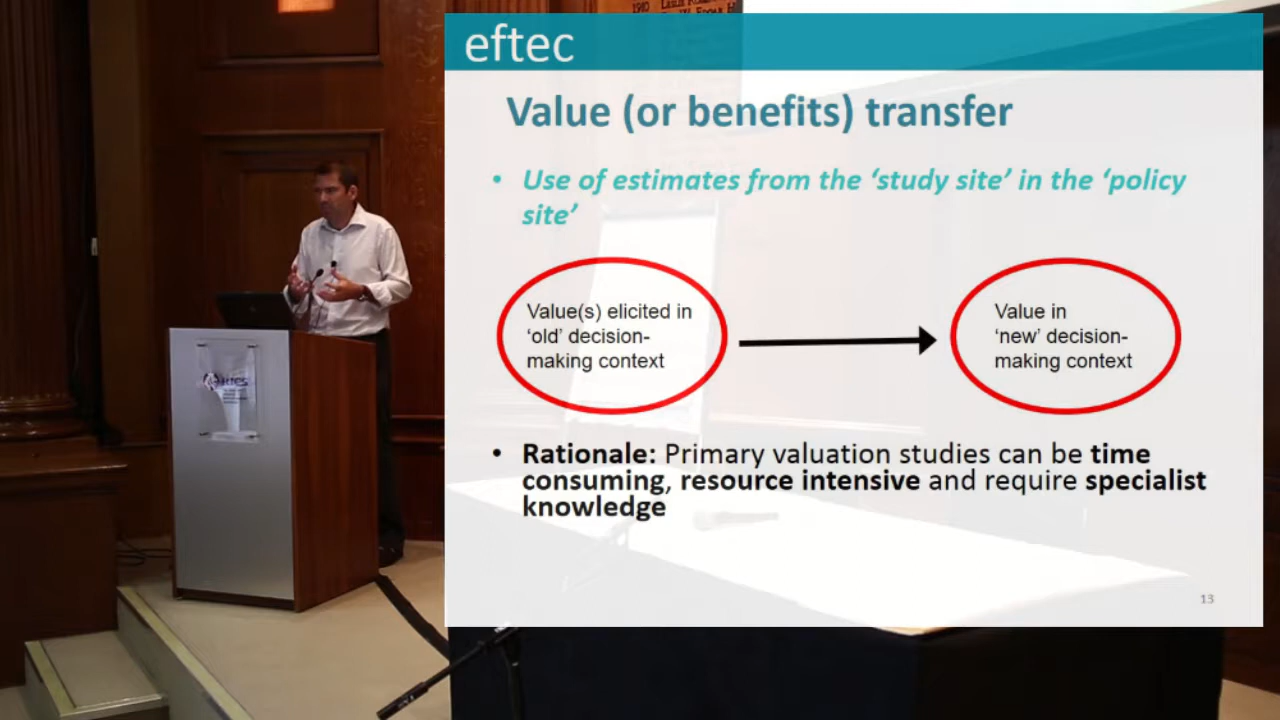 eftec
Value (or benefits) transfer
• Use of estimates from the ‘study site’ in the ‘policy
site’
Value(s) elicited in
‘old’ decision-
making context
Value in
‘new’ decision-
making context
• Rationale: Primary valuation studies can be time
consuming, resource intensive and require specialist
knowledge
13